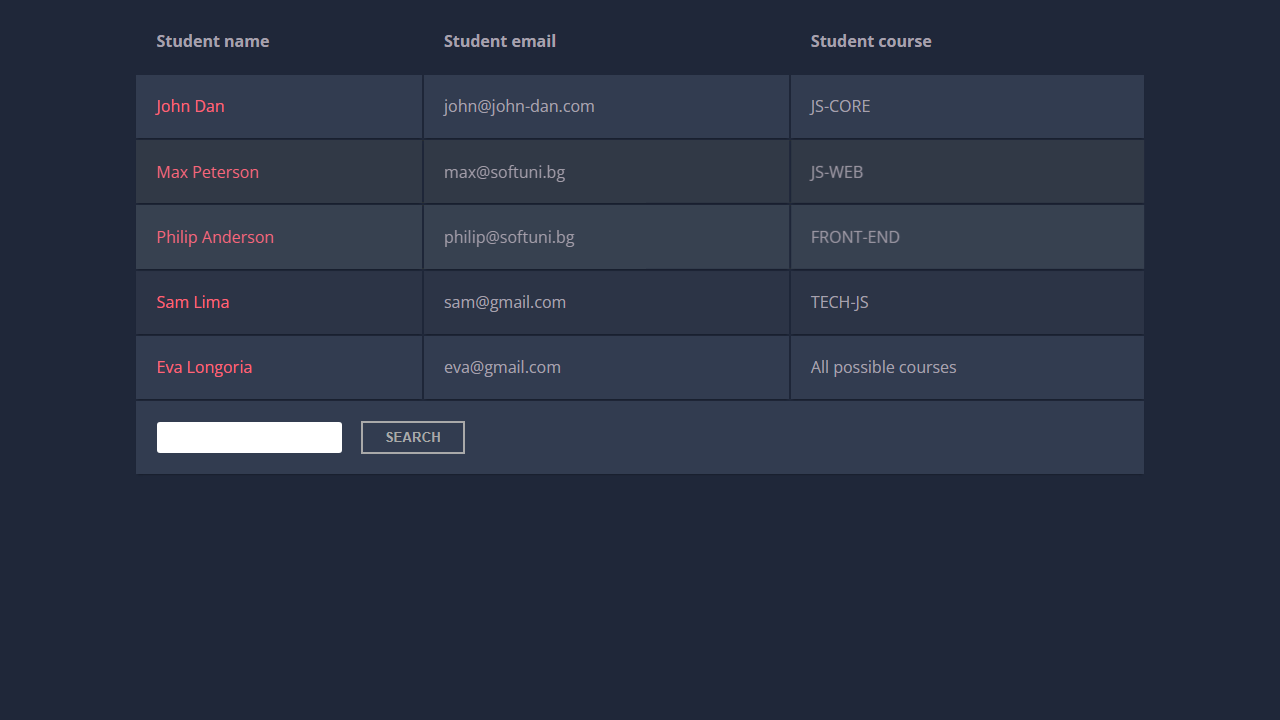 Student name Student email Student course
John Dan john@john-dan.com JS-CORE
Max Peterson max@softuni.bg JS-WEB
Philip Anderson philip@softuni.bg FRONT-END
Sam Lima sam@gmail.com TECH-JS
Eva Longoria eva@gmail.com All possible courses
SEARCH